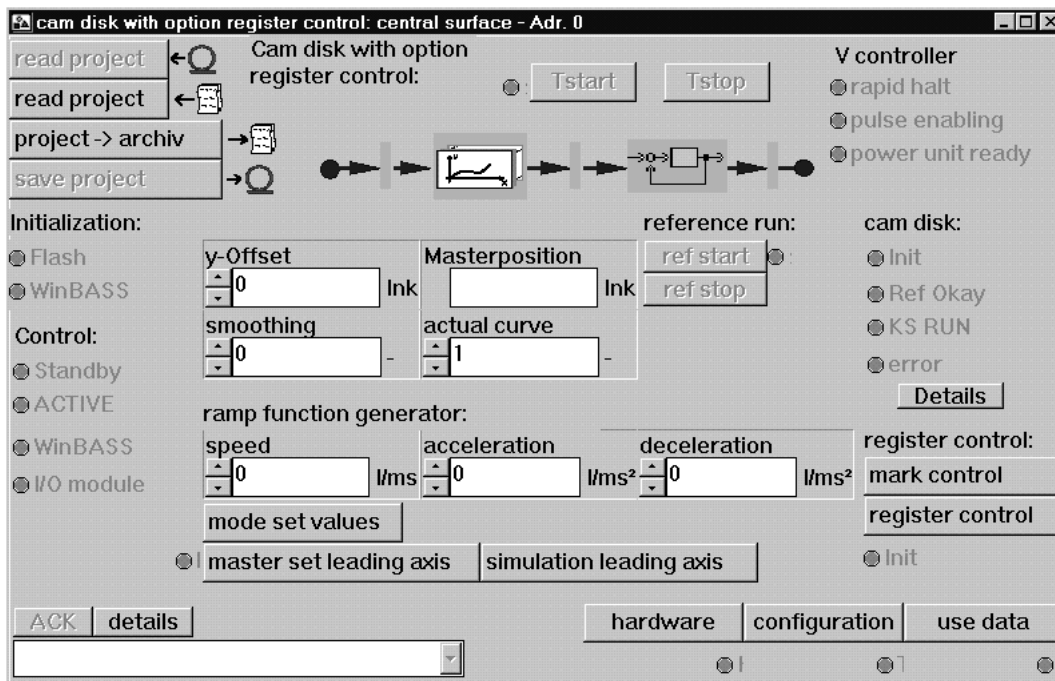 cam disk with option register control: central surface - Adr. 0
read project
read project
project -> archiv
save project
Cam disk with option
register control:
Tstart
Tstop
V controller
rapid halt
pulse enabling
power unit ready
Initialization:
Flash
WinBASS
Control:
Standby
ACTIVE
WinBASS
I/O module
y-Offset
0 Ink
Masterposition
Ink
smoothing
0 -
actual curve
1 -
reference run:
ref start :
ref stop
cam disk:
Init
Ref Okay
KS RUN
error
Details
ramp function generator:
speed
0 I/ms
acceleration
0 I/ms²
deceleration
0 I/ms²
mode set values
master set leading axis
simulation leading axis
register control:
mark control
register control
Init
ACK
details
hardware
configuration
use data